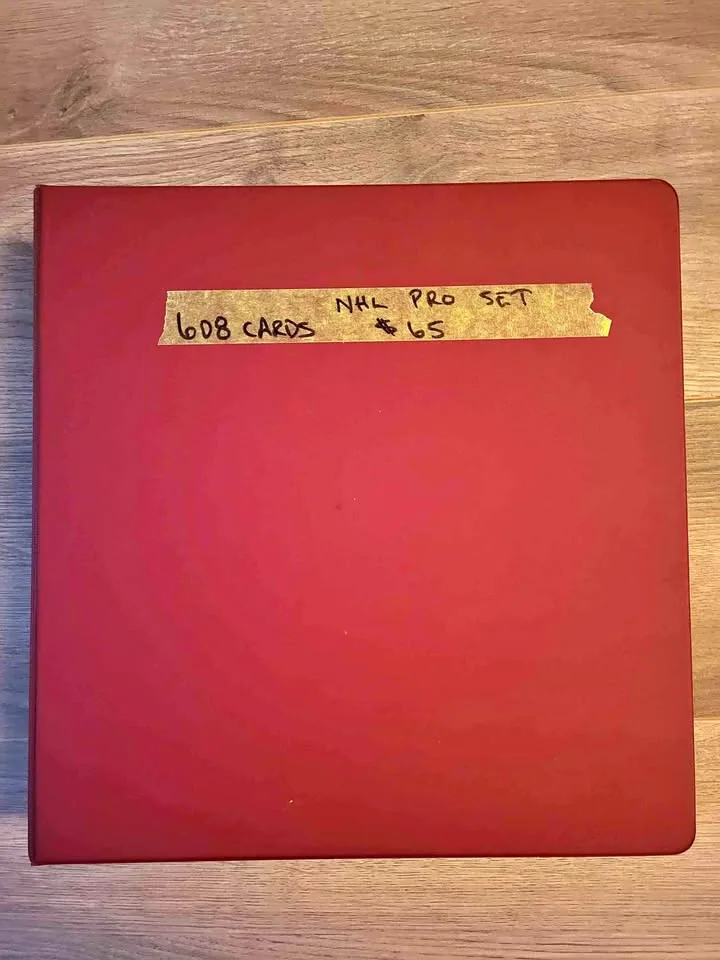 NHL PRO SET
608 CARDS $65